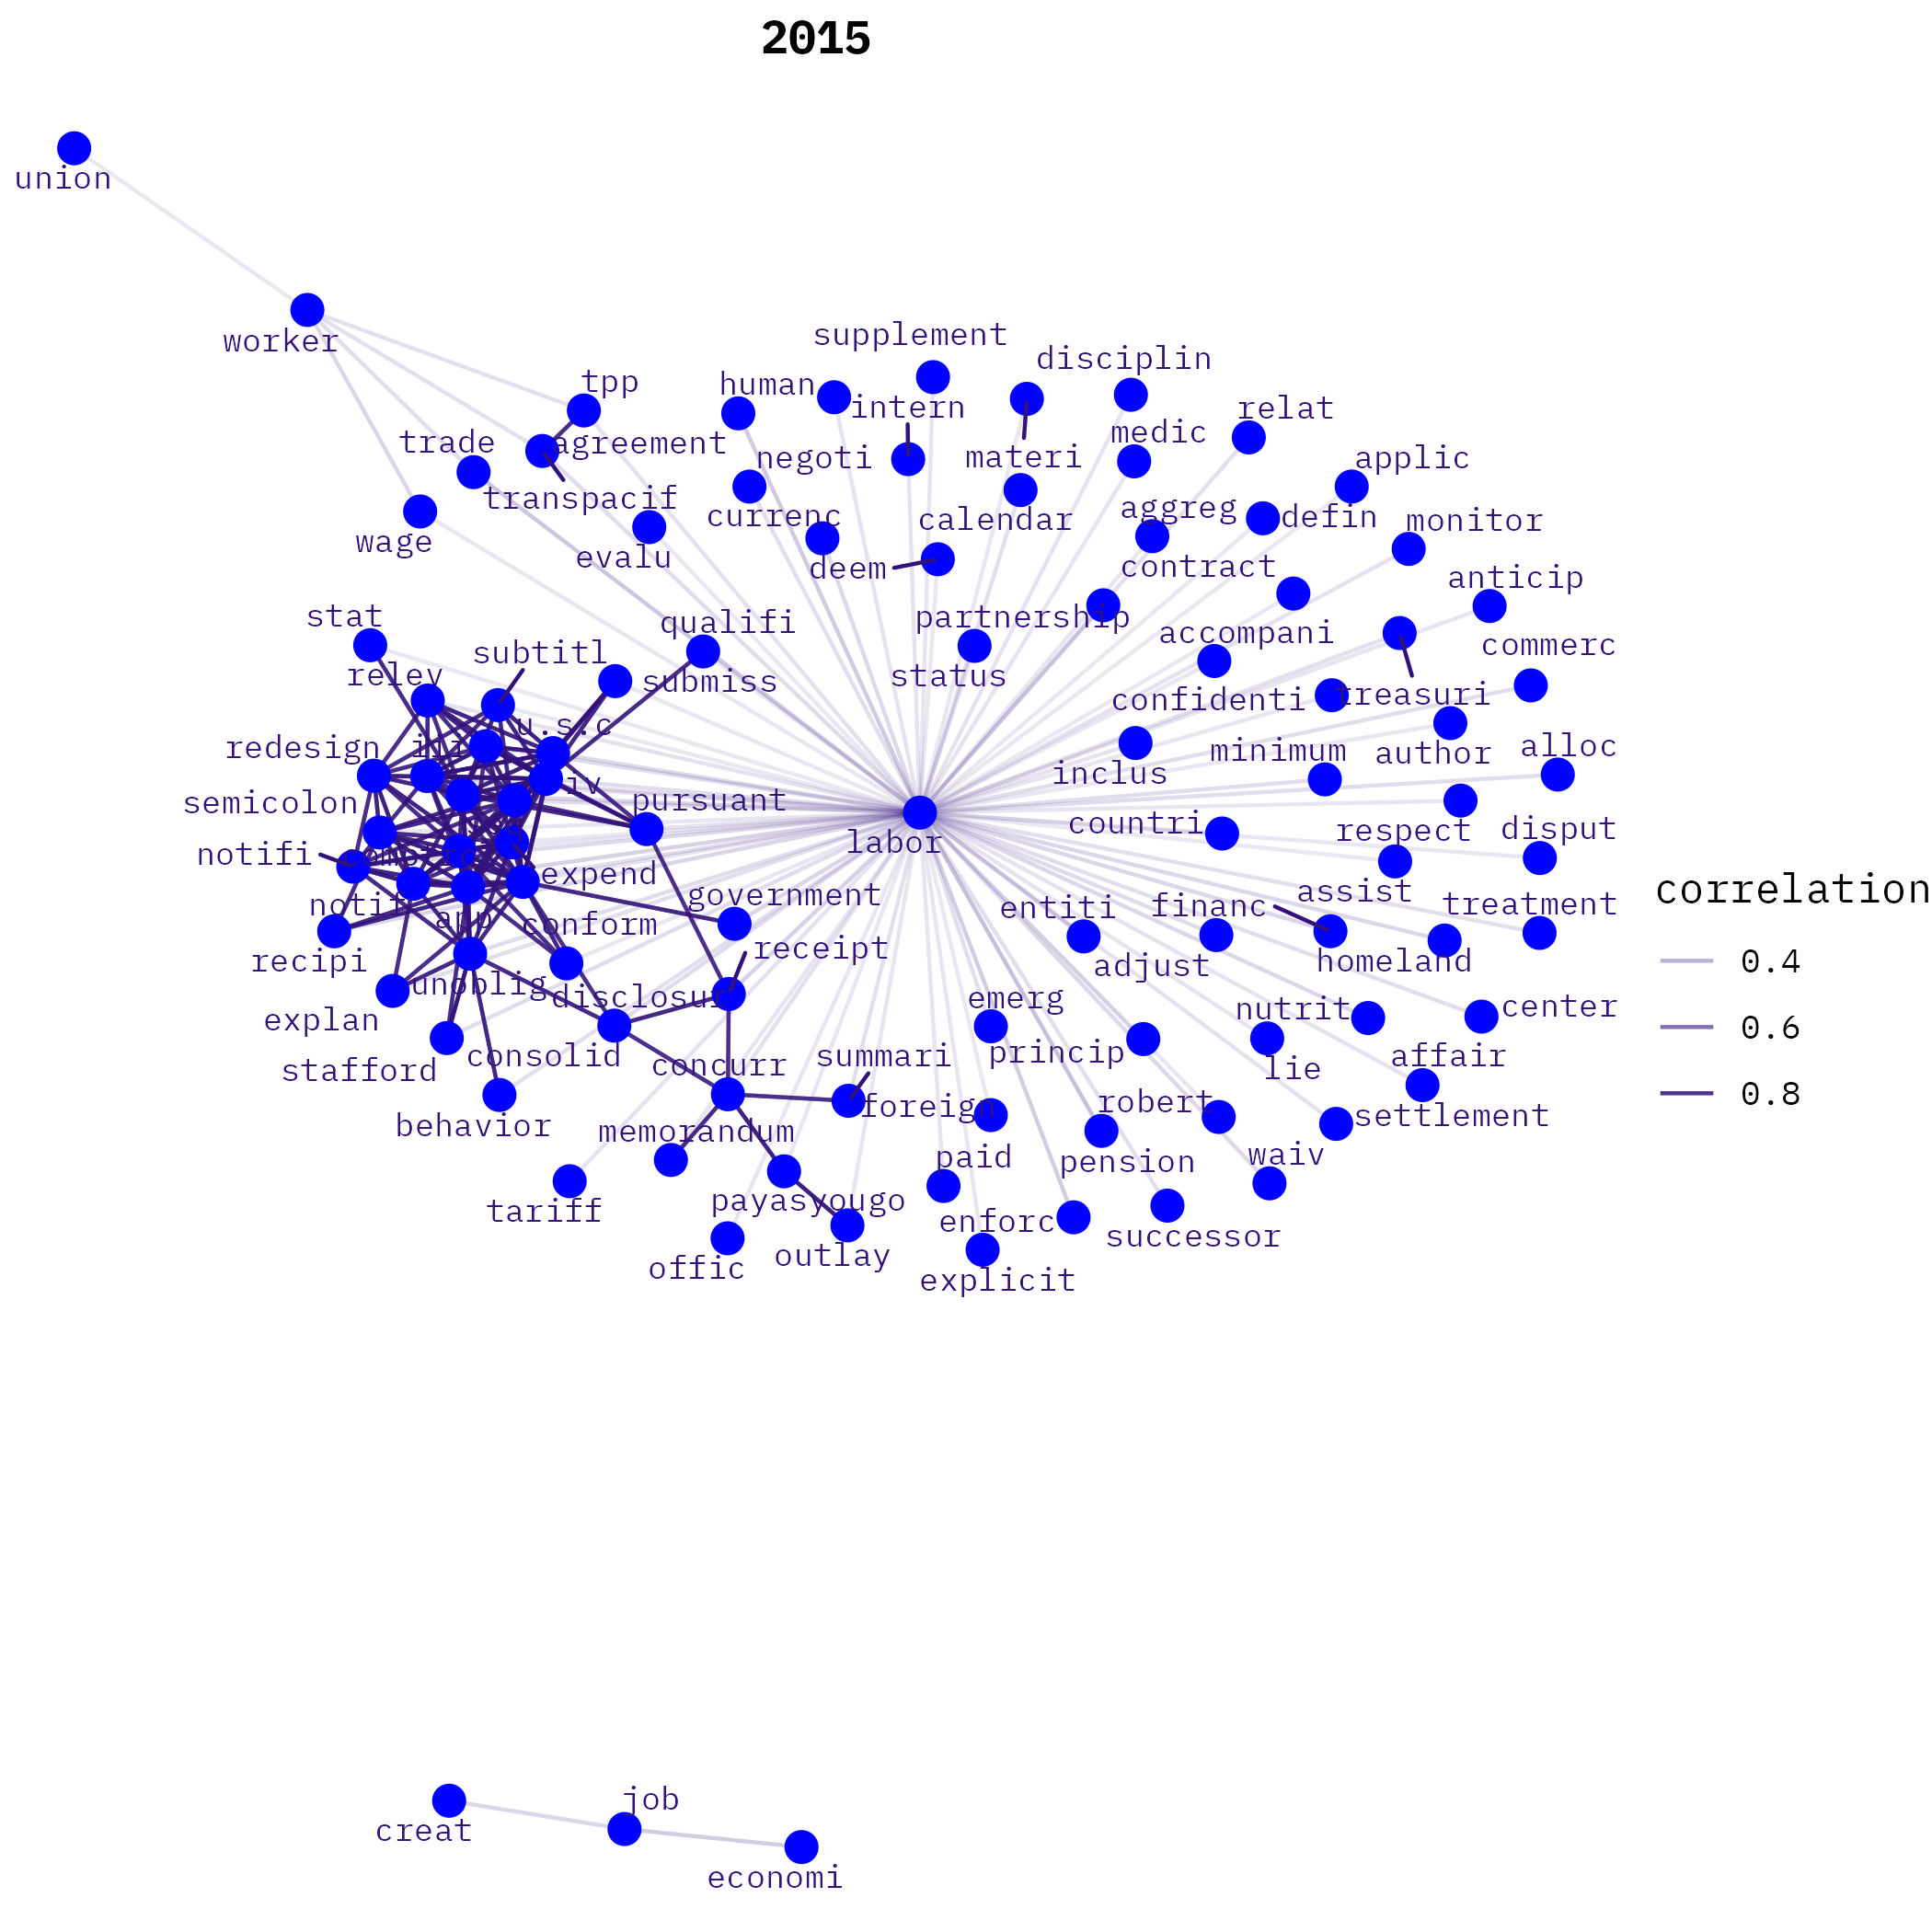 2015
union
worker
supplement
disciplin
tpp
human
intern
relat
trade
agreement
negoti
materi
medic
applic
transpacif
currenc
calendar
aggreg
defin
monitor
wage
evalu
deem
contract
anticip
stat
qualifi
partnership
accompani
commerc
subtitl
relev
submiss
status
confidenti
treasuri
u.s.c
redesign
iii
minimum
author
alloc
inclus
iv
semicolon
pursuant
countri
respect
disput
labor
notifi
expend
correlation
government
assist
treatment
notif
app
conform
entiti
financ
receipt
recipi
adjust
homeland
0.4
unoblig
disclosur
emerg
nutrit
center
explan
0.6
consolid
concurr
summari
princip
lie
affair
stafford
0.8
foreign
robert
settlement
behavior
memorandum
paid
pension
waiv
tariff
payasyougo
enforc
successor
offic
outlay
explicit
job
creat
economi